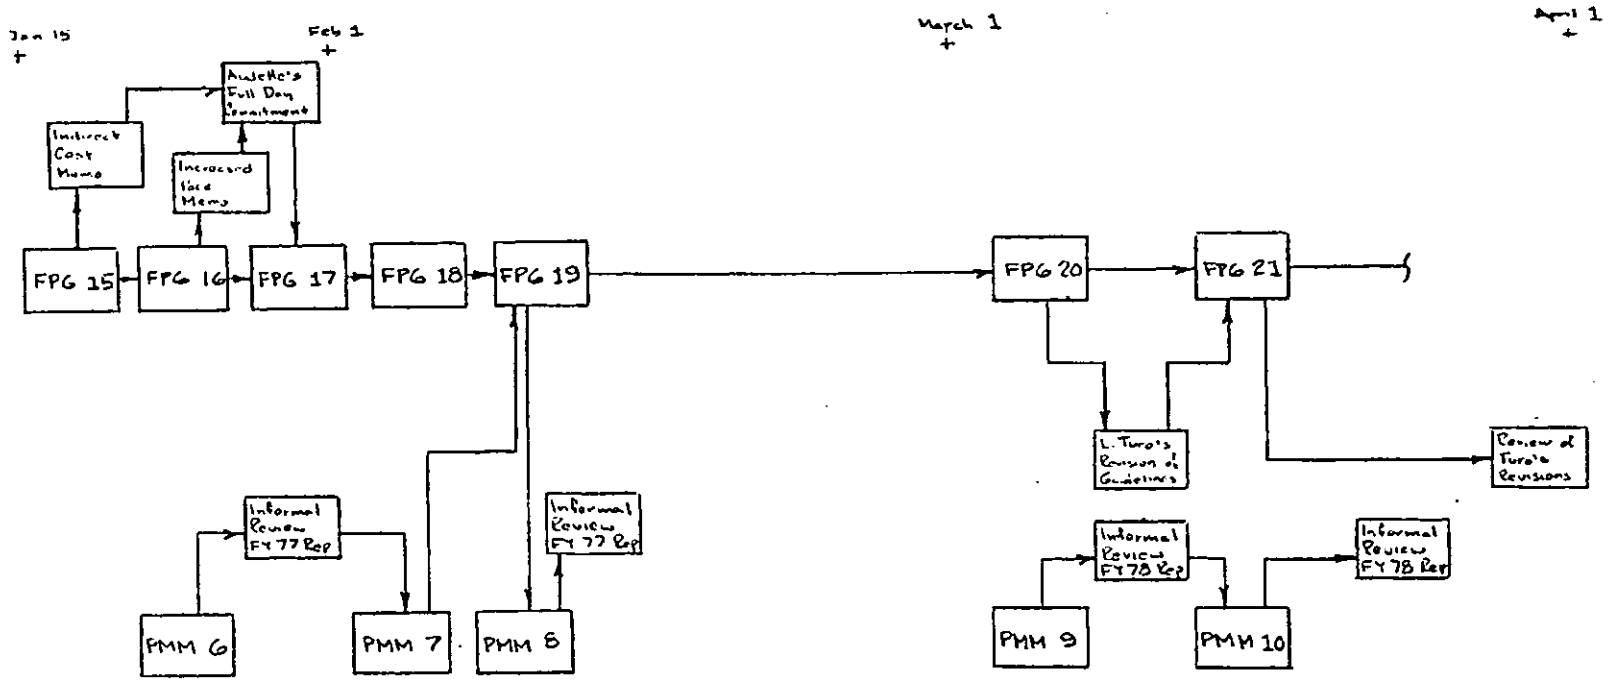 Jan 15
Feb 1
March 1
April 1
Full Day
Commitment
Indirect
Cost
Memo
Increased
Memo
FPG 15
FPG 16
FPG 17
FPG 18
FPG 19
FPG 20
FPG 21
L. Turo's
Revision of
Guidelines
Review of
Turo's
Revisions
Informal
Review
FY 77 Rep
Informal
Review
FY 77 Rep
Informal
Review
FY 78 Rep
Informal
Review
FY 78 Rep
PMM 6
PMM 7
PMM 8
PMM 9
PMM 10